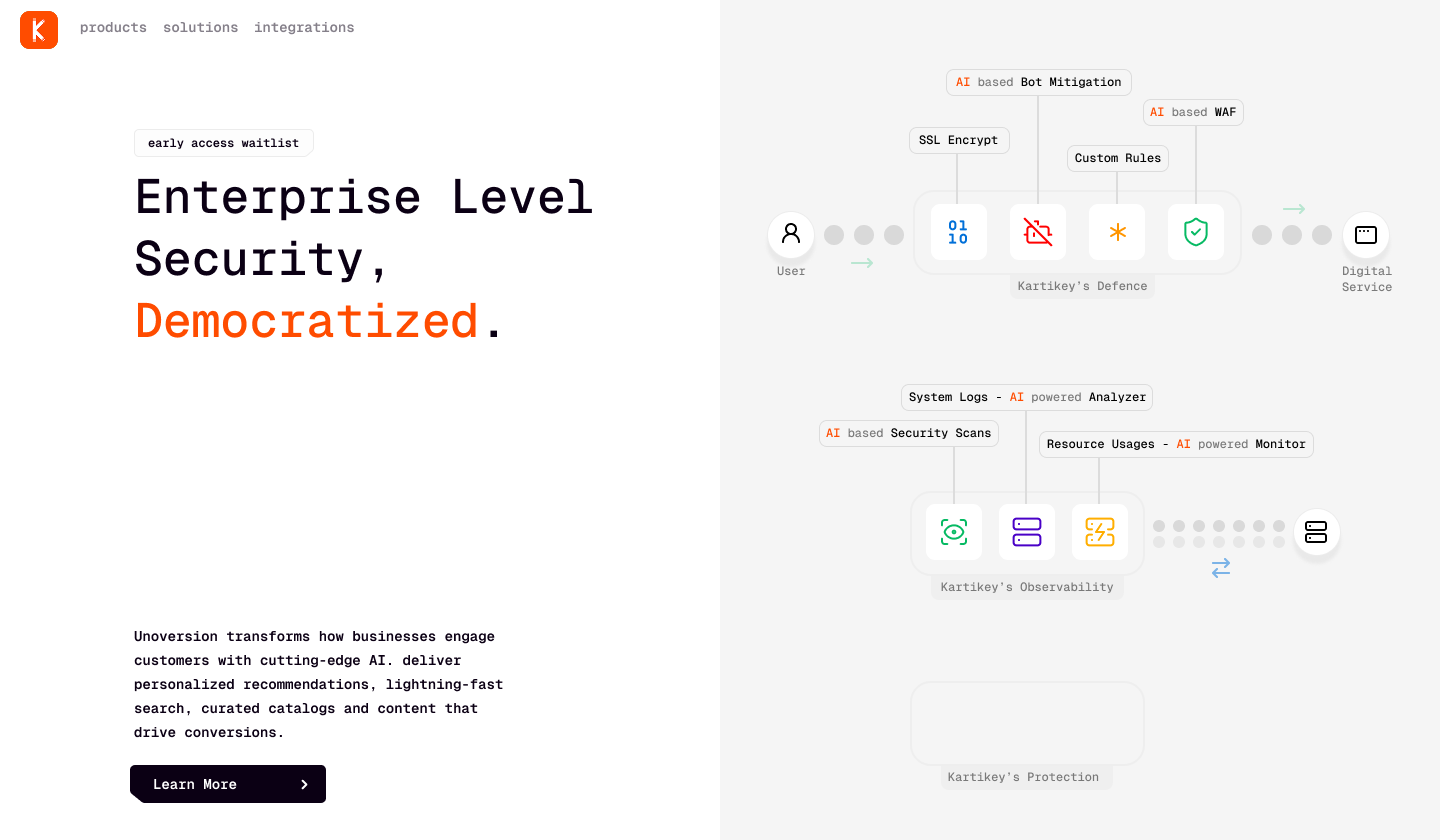 K
products solutions integrations
early access waitlist
Enterprise Level
Security,
Democratized.
Unoversion transforms how businesses engage
customers with cutting-edge AI. deliver
personalized recommendations, lightning-fast
search, curated catalogs and content that
drive conversions.
Learn More
AI based Bot Mitigation
AI based WAF
SSL Encrypt
Custom Rules
01
10
User
Kartikey's Defence
Digital
Service
System Logs - AI powered Analyzer
AI based Security Scans
Resource Usages - AI powered Monitor
Kartikey's Observability
Kartikey's Protection